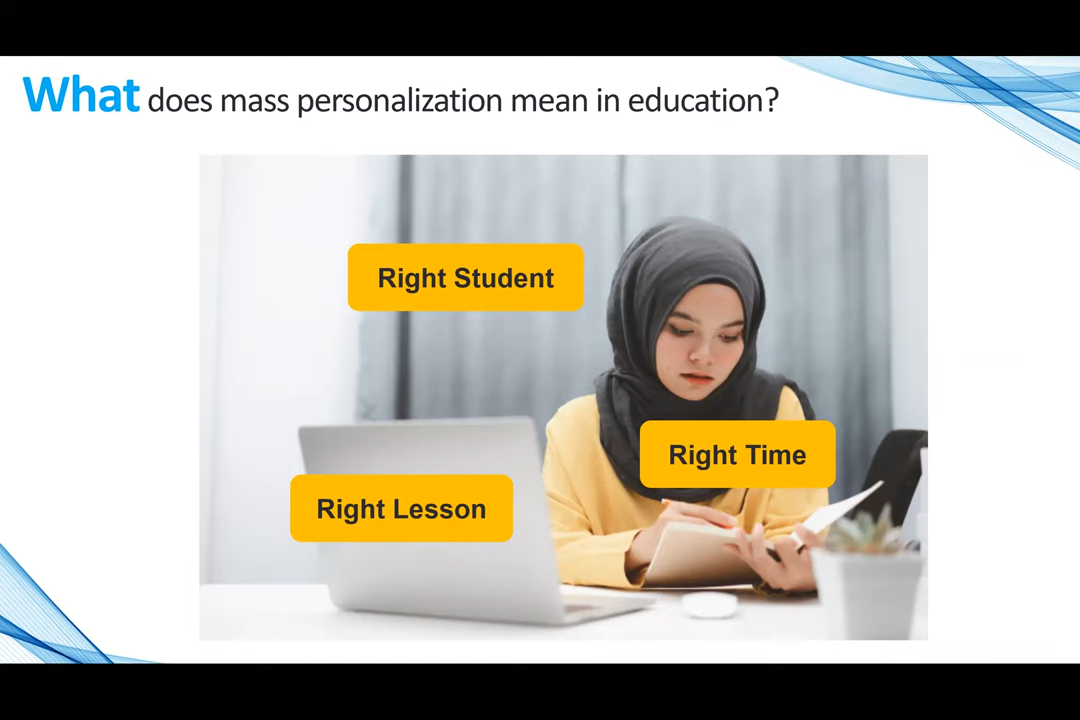 What does mass personalization mean in education?
Right Student
Right Time
Right Lesson